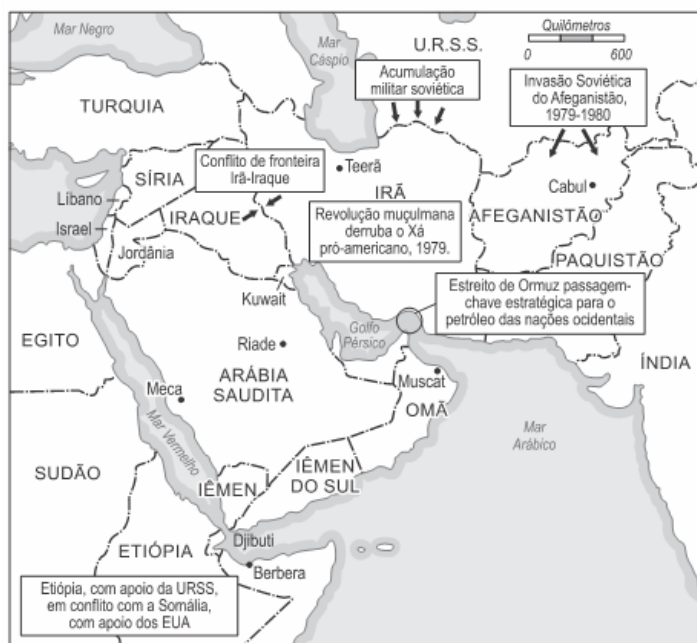 Mar Negro
Mar
Cáspio
U.R.S.S.
Quilômetros
0 600
Acumulação
militar soviética
Invasão Soviética
do Afeganistão,
1979-1980
TURQUIA
Conflito de fronteira
Irã-Iraque
Teerã
SÍRIA
Líbano
Israel
IRAQUE
IRÃ
Cabul
AFEGANISTÃO
Revolução muçulmana
derruba o Xá
pró-americano, 1979.
Jordânia
PAQUISTÃO
Kuwait
Estreito de Ormuz passagem-
chave estratégica para o
petróleo das nações ocidentais
EGITO
Golfo
Pérsico
Riade
ÍNDIA
ARÁBIA
SAUDITA
Meca
Muscat
OMÃ
Mar Vermelho
Mar
Arábico
SUDÃO
IÊMEN
IÊMEN
DO SUL
Djibuti
ETIÓPIA
Berbera
Etiópia, com apoio da URSS,
em conflito com a Somália,
com apoio dos EUA